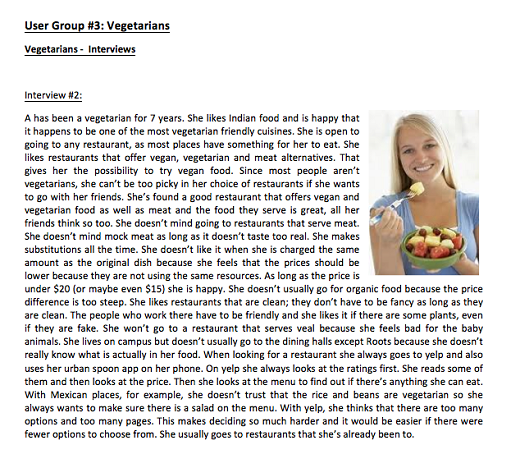 User Group #3: Vegetarians
Vegetarians - Interviews
Interview #2:
A has been a vegetarian for 7 years. She likes Indian food and is happy that
it happens to be one of the most vegetarian friendly cuisines. She is open to
going to any restaurant, as most places have something for her to eat. She
likes restaurants that offer vegan, vegetarian and meat alternatives. That
gives her the possibility to try vegan food. Since most people aren't
vegetarians, she can't be too picky in her choice of restaurants if she wants
to go with her friends. She's found a good restaurant that offers vegan and
vegetarian food as well as meat and the food they serve is great, all her
friends think so too. She doesn't mind going to restaurants that serve meat.
She doesn't mind mock meat as long as it doesn't taste too real. She makes
substitutions all the time. She doesn't like it when she is charged the same
amount as the original dish because she feels that the prices should be
lower because they are not using the same resources. As long as the price is
under $20 (or maybe even $15) she is happy. She doesn't usually go for organic food because the price
difference is too steep. She likes restaurants that are clean; they don't have to be fancy as long as they
are clean. The people who work there have to be friendly and she likes it if there are some plants, even
if they are fake. She won't go to a restaurant that serves veal because she feels bad for the baby
animals. She lives on campus but doesn't usually go to the dining halls except Roots because she doesn't
really know what is actually in her food. When looking for a restaurant she always goes to yelp and also
uses her urban spoon app on her phone. On yelp she always looks at the ratings first. She reads some of
them and then looks at the price. Then she looks at the menu to find out if there's anything she can eat.
With Mexican places, for example, she doesn't trust that the rice and beans are vegetarian so she
always wants to make sure there is a salad on the menu. With yelp, she thinks that there are too many
options and too many pages. This makes deciding so much harder and it would be easier if there were
fewer options to choose from. She usually goes to restaurants that she's already been to.